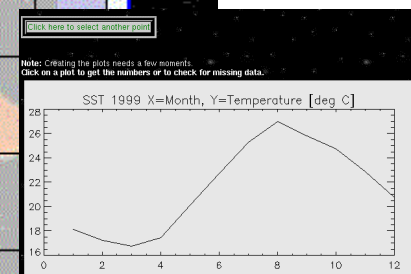 Click here to select another point
Note: Creating the plots needs a few moments.
Click on a plot to get the numbers or to check for missing data.
SST 1999 X=Month, Y=Temperature [deg C]
28
26
24
22
20
18
16
0 2 4 6 8 10 12